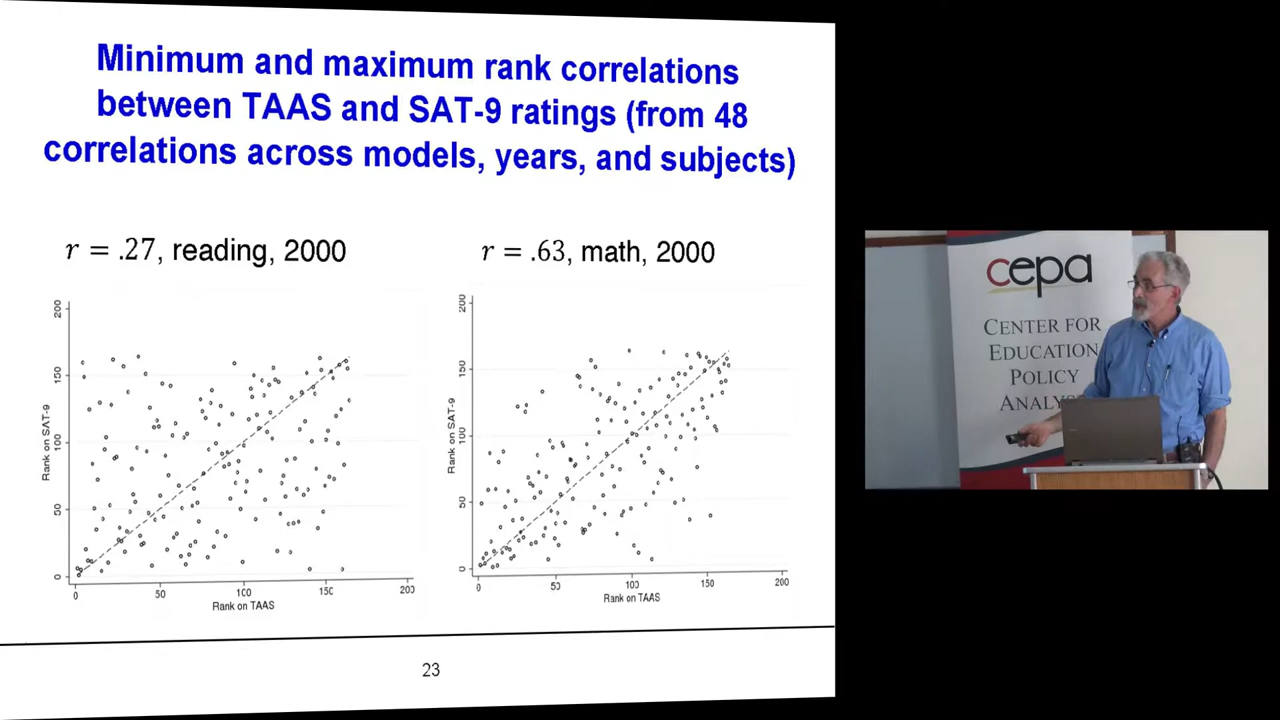 Minimum and maximum rank correlations
between TAAS and SAT-9 ratings (from 48
correlations across models, years, and subjects)
r = .27, reading, 2000
r = .63, math, 2000
Rank on SAT-9
200
150
100
50
0
0 50 100 150 200
Rank on TAAS
Rank on SAT-9
200
150
100
50
0
0 50 100 150 200
Rank on TAAS
23
cepa
CENTER FOR
EDUCATION
POLICY